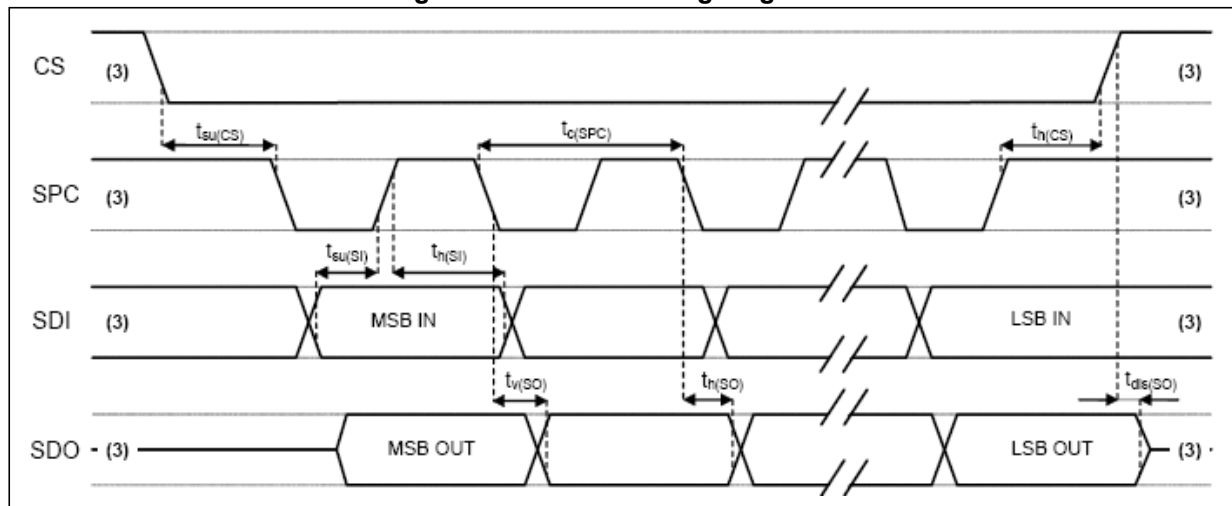 CS (3) (3)
t_su(CS) t_c(SPC) t_h(CS)
SPC (3) (3)
t_su(SI) t_h(SI)
SDI (3) MSB IN LSB IN (3)
t_v(SO) t_h(SO) t_dis(SO)
SDO (3) MSB OUT LSB OUT (3)